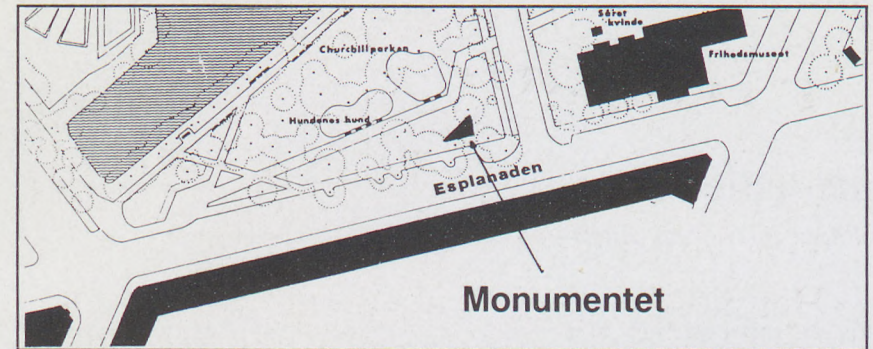 Såret
kvinde
Churchillparken
Frihedsmuseet
Hundenes hund
Esplanaden
Monumentet